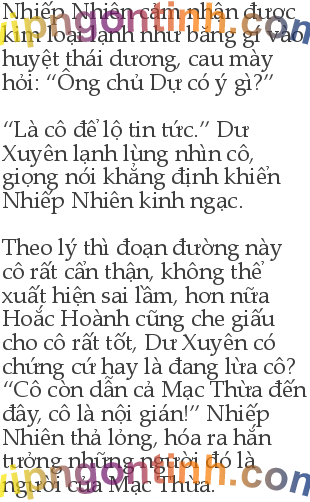 Nhiếp Nhiên cảm nhận được
kim loại lạnh như băng gí vào
huyệt thái dương, cau mày
hỏi: “Ông chủ Dự có ý gì?”
“Là cô để lộ tin tức.” Dư
Xuyên lạnh lùng nhìn cô,
giọng nói khẳng định khiến
Nhiếp Nhiên kinh ngạc.
Theo lý thì đoạn đường này
cô rất cẩn thận, không thể
xuất hiện sai lầm, hơn nữa
Hoắc Hoành cũng che giấu
cho cô rất tốt, Dư Xuyên có
chứng cứ hay là đang lừa cô?
“Cô còn dẫn cả Mạc Thừa đến
đây, cô là nội gián!” Nhiếp
Nhiên thả lỏng, hóa ra hắn
tưởng những người đó là
người của Mạc Thừa.
vipngontinh.com